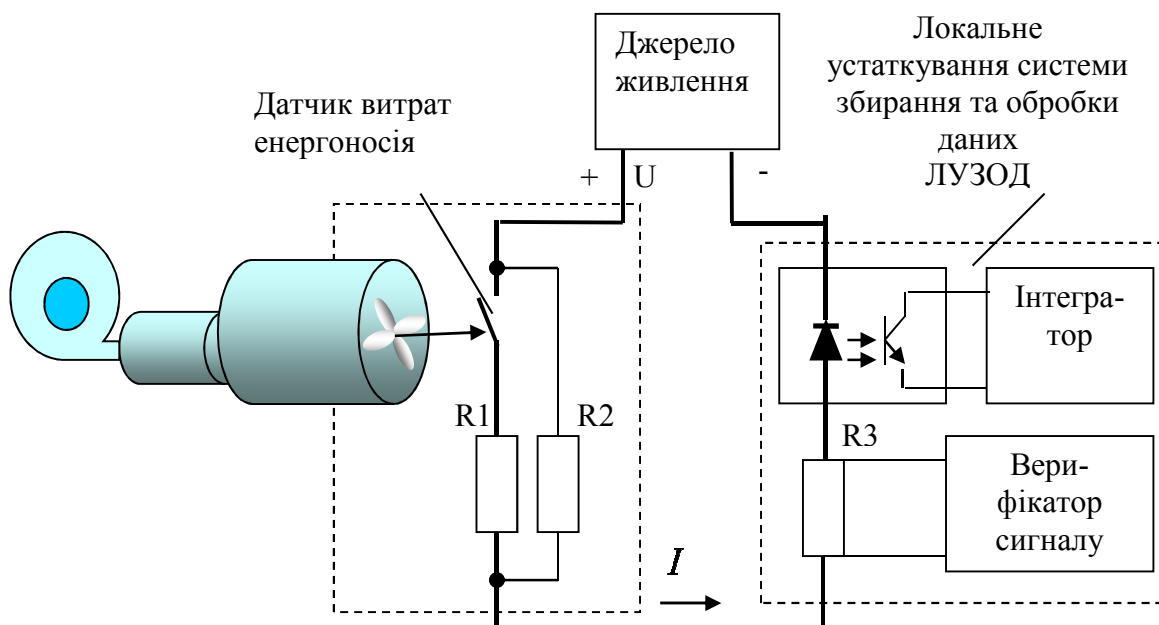 Джерело
живлення
Локальне
устаткування системи
збирання та обробки
даних
ЛУЗОД
Датчик витрат
енергоносія
+ U -
Інтегра-
тор
R1 R2
R3
Вери-
фікатор
сигналу
I